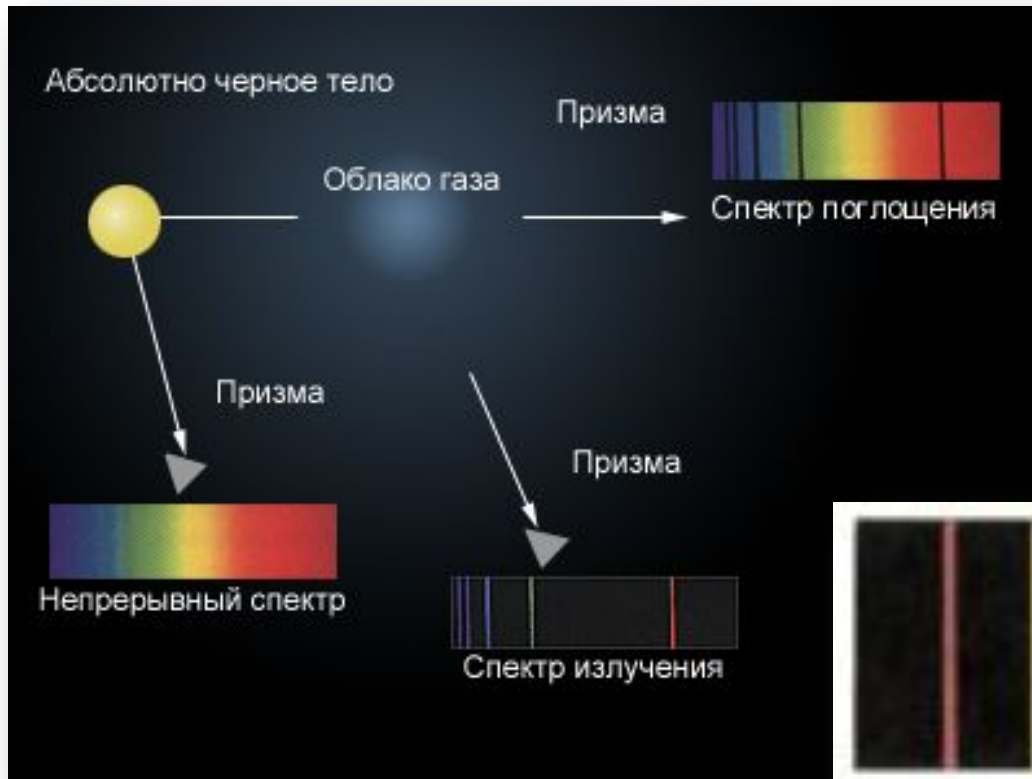 Абсолютно черное тело
Призма
Облако газа
Спектр поглощения
Призма
Призма
Непрерывный спектр
Спектр излучения